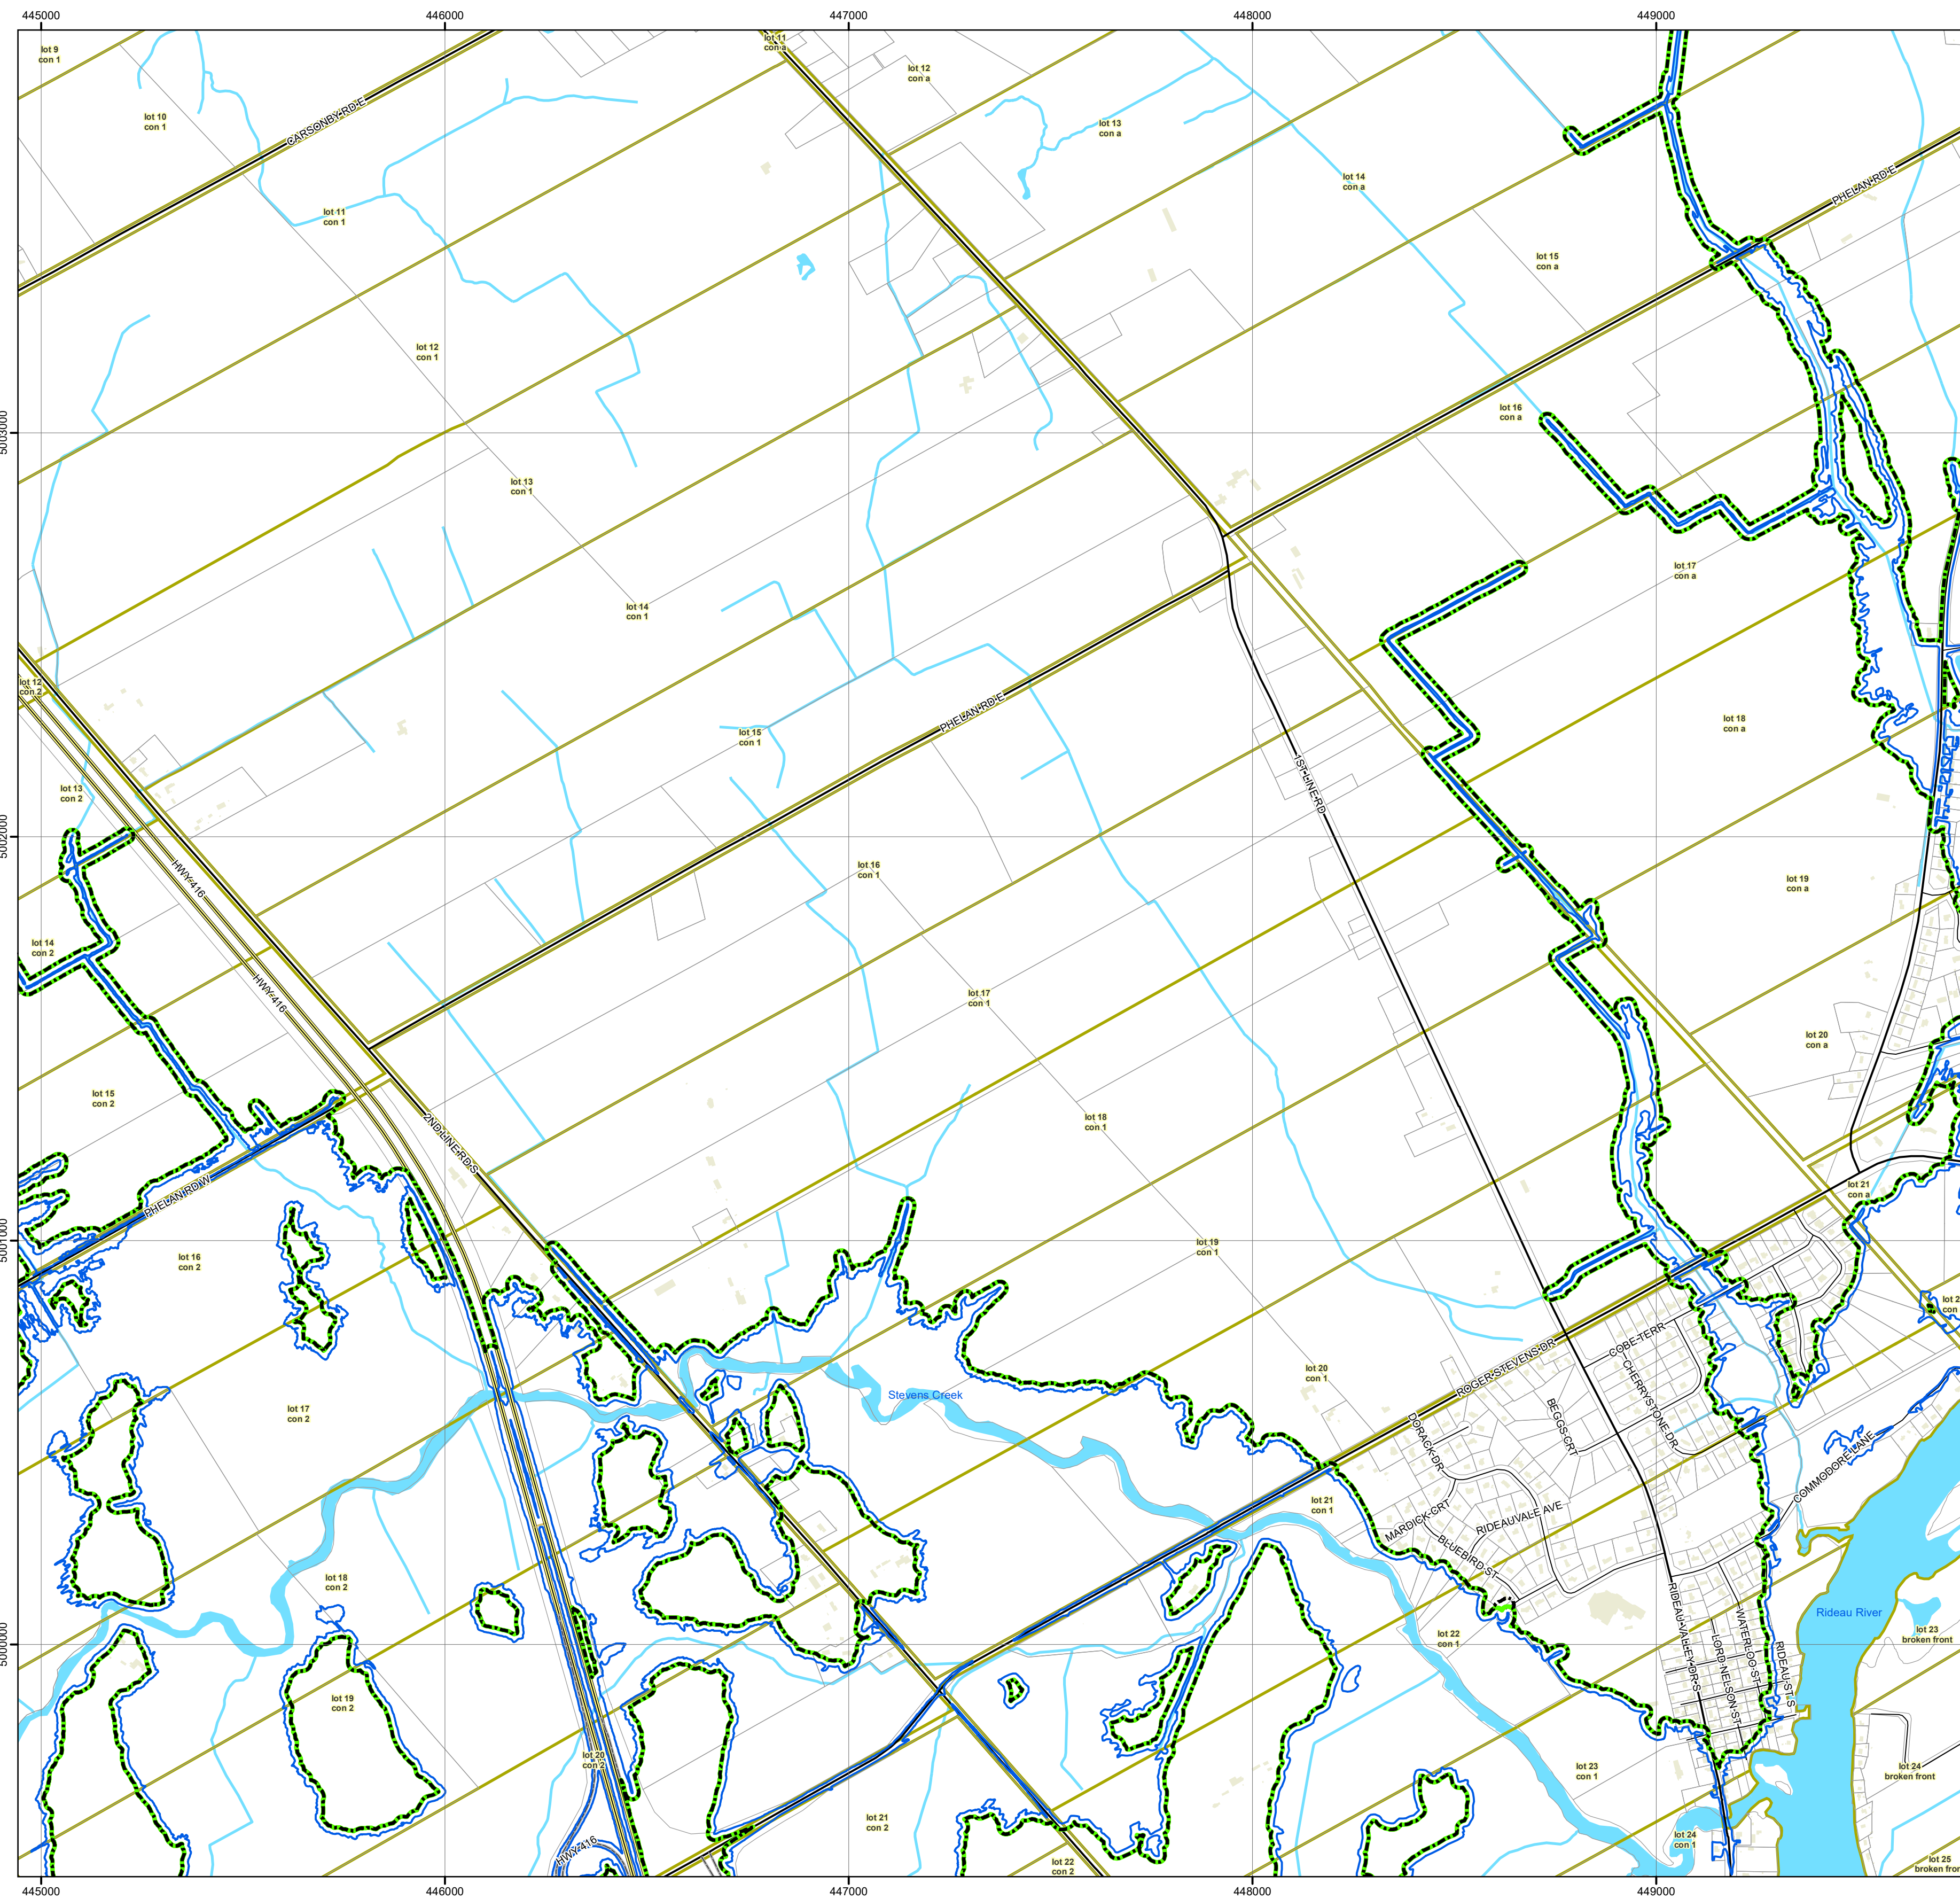 445000
446000
447000
448000
449000
lot 9
con 1
lot 11
con a
lot 12
con a
lot 10
con 1
CARSONBY RD E
lot 13
con a
lot 14
con a
PHELAN RD E
lot 11
con 1
lot 15
con a
lot 12
con 1
lot 16
con a
5003000
lot 13
con 1
lot 17
con a
lot 14
con 1
lot 12
con 2
PHELAN RD E
lot 15
con 1
lot 18
con a
1ST LINE RD
lot 13
con 2
5002000
HWY 416
lot 16
con 1
lot 19
con a
lot 14
con 2
HWY 416
lot 17
con 1
lot 20
con a
lot 15
con 2
2ND LINE RD S
lot 18
con 1
PHELAN RD W
lot 21
con a
5001000
lot 16
con 2
lot 19
con 1
lot 2
con
COBE TERR
ROGER STEVENS DR
lot 20
con 1
CHERRYSTONE DR
Stevens Creek
lot 17
con 2
DORACK DR
BEGGS CRT
COMMODORE LANE
lot 21
con 1
MARDICK CRT
RIDEAUVALE AVE
BLUEBIRD ST
lot 18
con 2
RIDEAU VALLEY DR S
WATERLOO ST
LORD NELSON ST
RIDEAU ST S
Rideau River
lot 22
con 1
lot 23
broken front
5000000
lot 19
con 2
lot 20
con 2
lot 23
con 1
lot 24
broken front
lot 21
con 2
lot 24
con 1
HWY 416
lot 22
con 2
lot 25
broken fron
445000
446000
447000
448000
449000